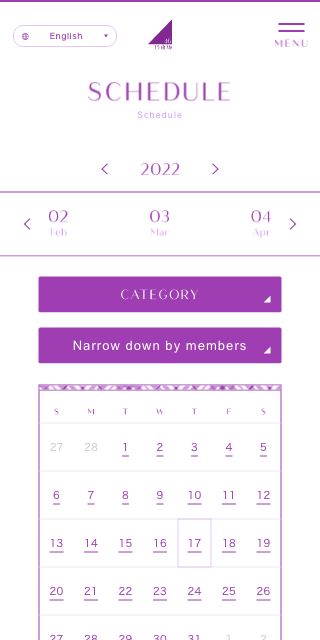 English
MENU
SCHEDULE
Schedule
2022
02 03 04
Feb Mar Apr
CATEGORY
Narrow down by members
S M T W T F S
27 28 1 2 3 4 5
6 7 8 9 10 11 12
13 14 15 16 17 18 19
20 21 22 23 24 25 26
27 28 29 30 31 1 2